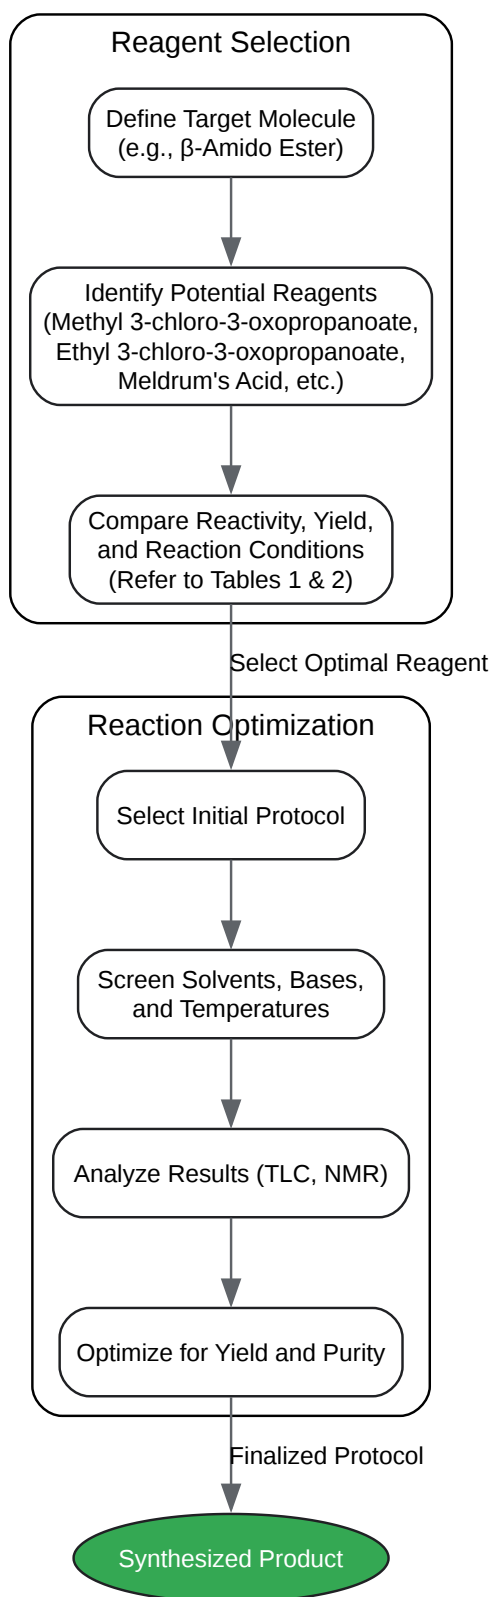 Reagent Selection
Define Target Molecule
(e.g., β-Amido Ester)
Identify Potential Reagents
(Methyl 3-chloro-3-oxopropanoate,
Ethyl 3-chloro-3-oxopropanoate,
Meldrum's Acid, etc.)
Compare Reactivity, Yield,
and Reaction Conditions
(Refer to Tables 1 & 2)
Select Optimal Reagent
Reaction Optimization
Select Initial Protocol
Screen Solvents, Bases,
and Temperatures
Analyze Results (TLC, NMR)
Optimize for Yield and Purity
Finalized Protocol
Synthesized Product